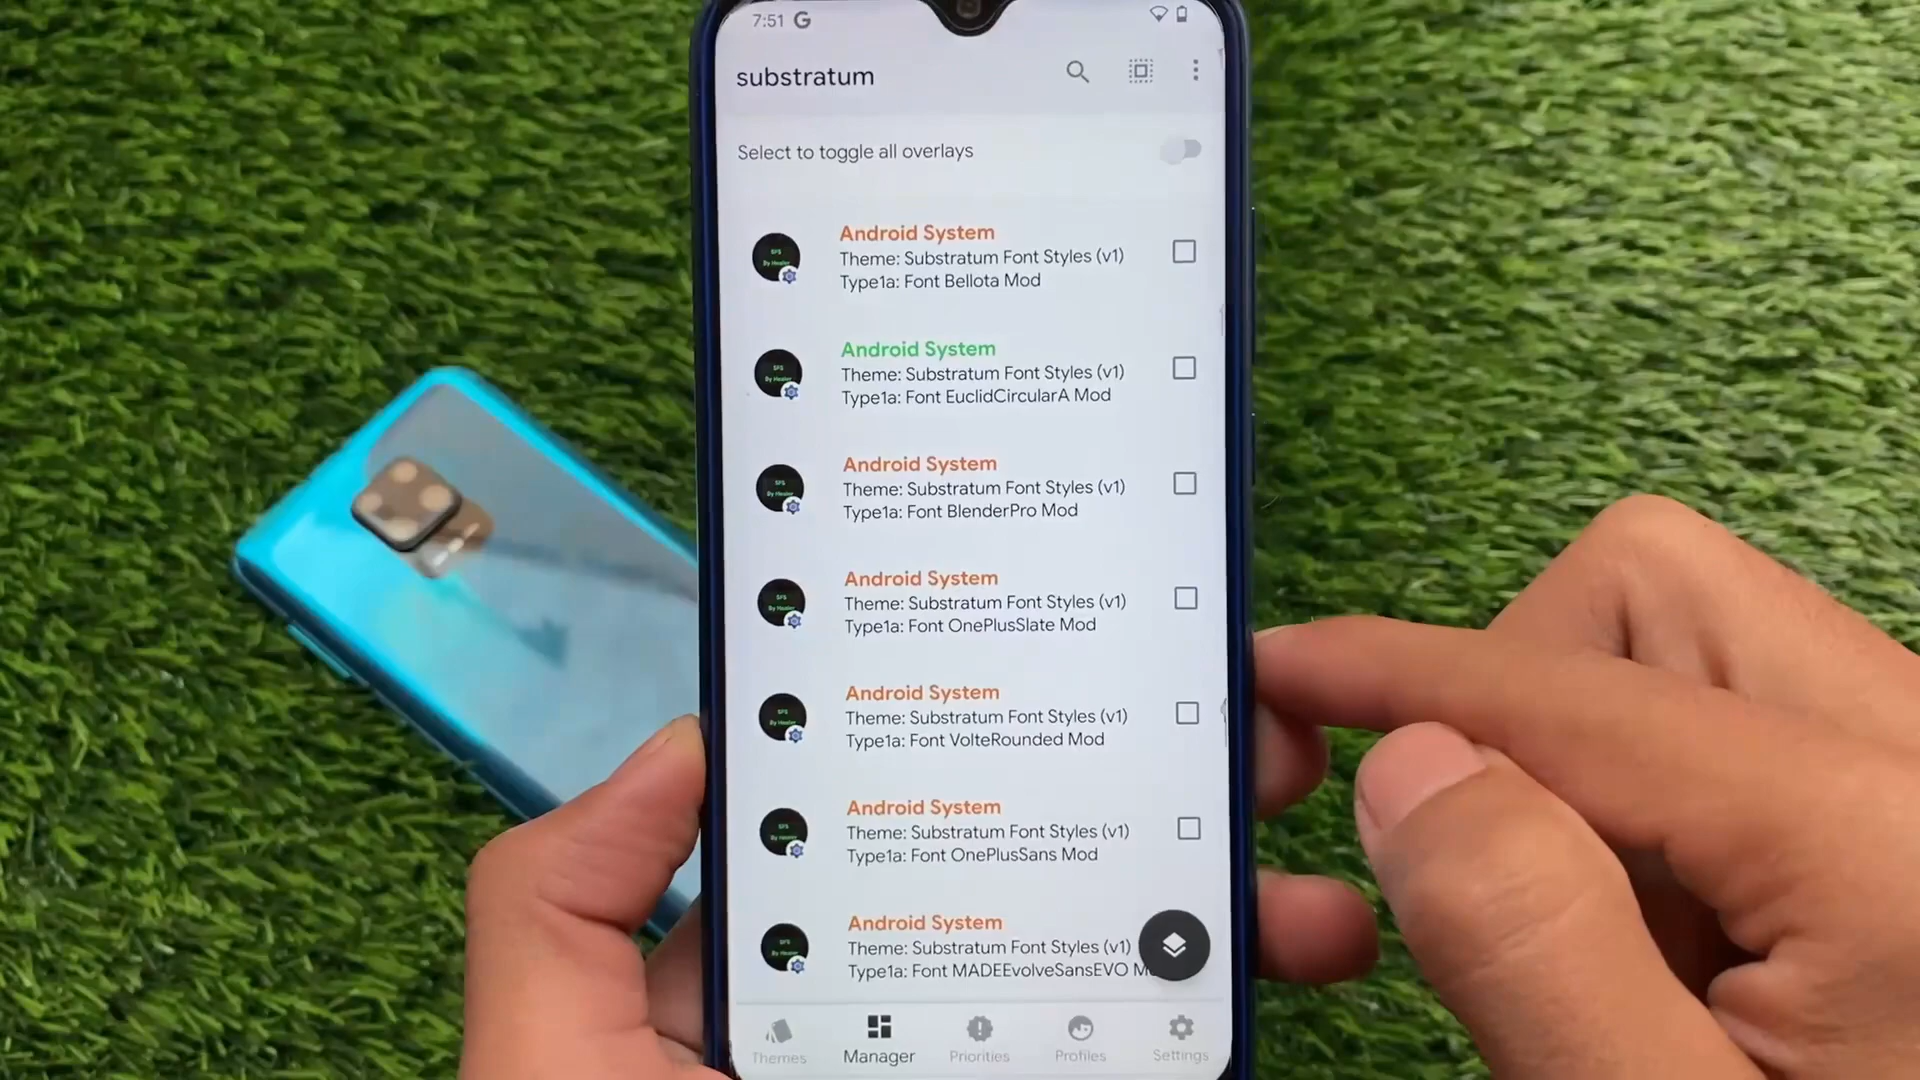 7:51 G
substratum
Select to toggle all overlays
Android System
Theme: Substratum Font Styles (v1)
Type1a: Font Bellota Mod
Android System
Theme: Substratum Font Styles (v1)
Type1a: Font EuclidCircularA Mod
Android System
Theme: Substratum Font Styles (v1)
Type1a: Font BlenderPro Mod
Android System
Theme: Substratum Font Styles (v1)
Type1a: Font OnePlusSlate Mod
Android System
Theme: Substratum Font Styles (v1)
Type1a: Font VolteRounded Mod
Android System
Theme: Substratum Font Styles (v1)
Type1a: Font OnePlusSans Mod
Android System
Theme: Substratum Font Styles (v1)
Type1a: Font MADEEvolveSansEVO
Themes
Manager
Priorities
Profiles
Settings